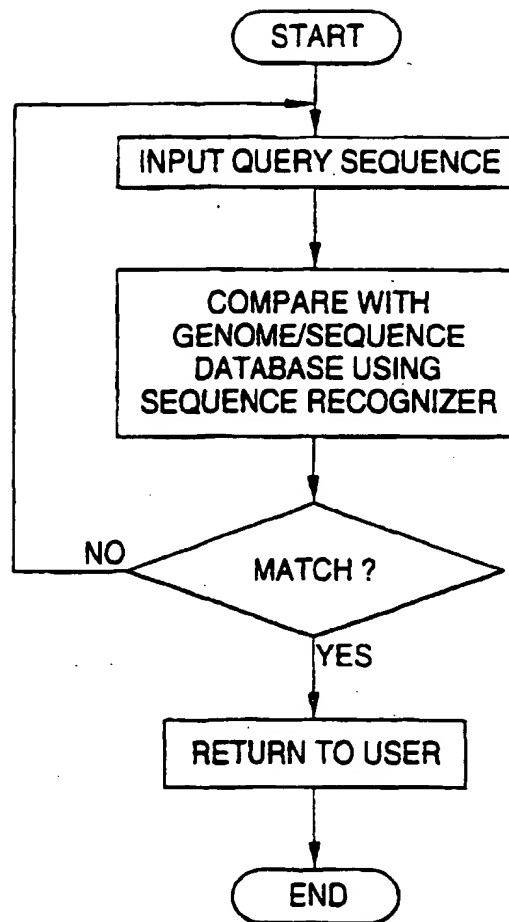 START
INPUT QUERY SEQUENCE
COMPARE WITH
GENOME/SEQUENCE
DATABASE USING
SEQUENCE RECOGNIZER
NO
MATCH ?
YES
RETURN TO USER
END